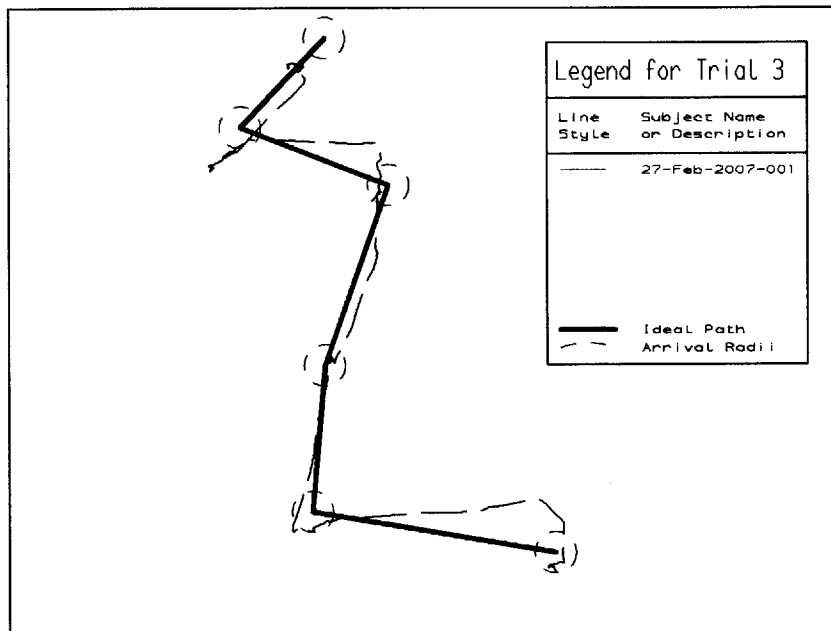 Legend for Trial 3
Line Subject Name
Style or Description
27-Feb-2007-001
Ideal Path
Arrival Radii